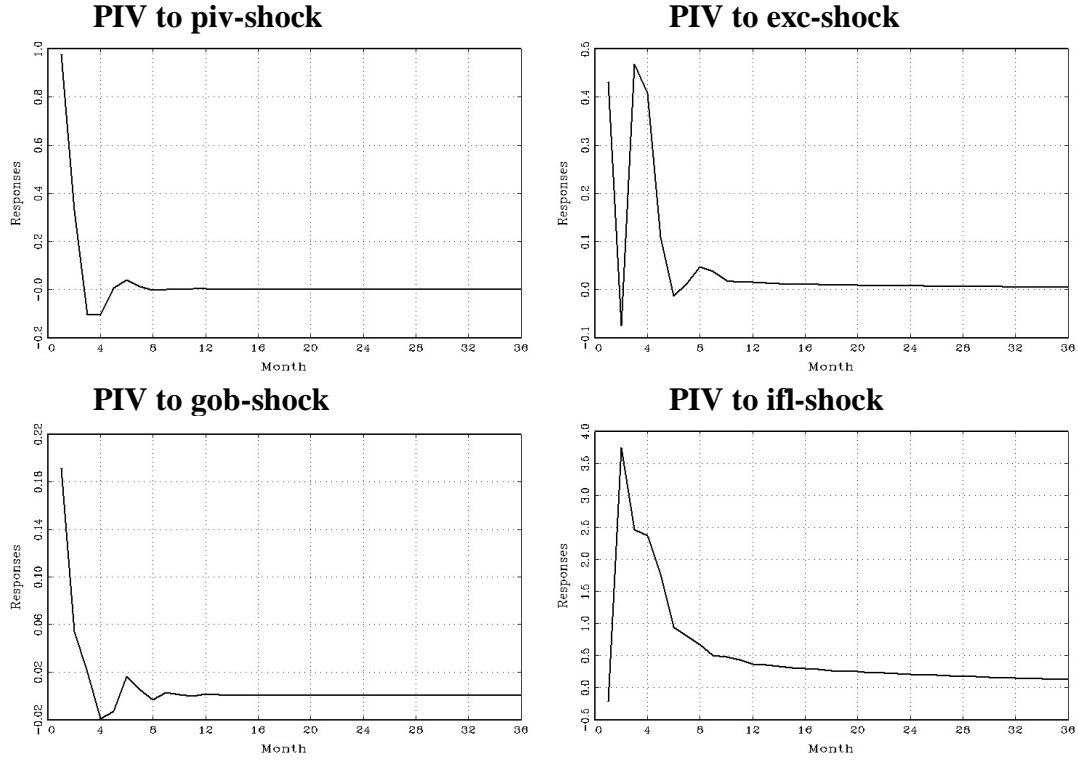 PIV to piv-shock
PIV to exc-shock
Responses
1.0
0.8
0.6
0.4
0.2
-0.0
-0.2
0 4 8 12 16 20 24 28 32 36
Month
Responses
0.5
0.4
0.3
0.2
0.1
0.0
-0.1
0 4 8 12 16 20 24 28 32 36
Month
PIV to gob-shock
PIV to ifl-shock
Responses
0.22
0.18
0.14
0.10
0.06
0.02
-0.02
0 4 8 12 16 20 24 28 32 36
Month
Responses
4.0
3.5
3.0
2.5
2.0
1.5
1.0
0.5
0.0
-0.5
0 4 8 12 16 20 24 28 32 36
Month